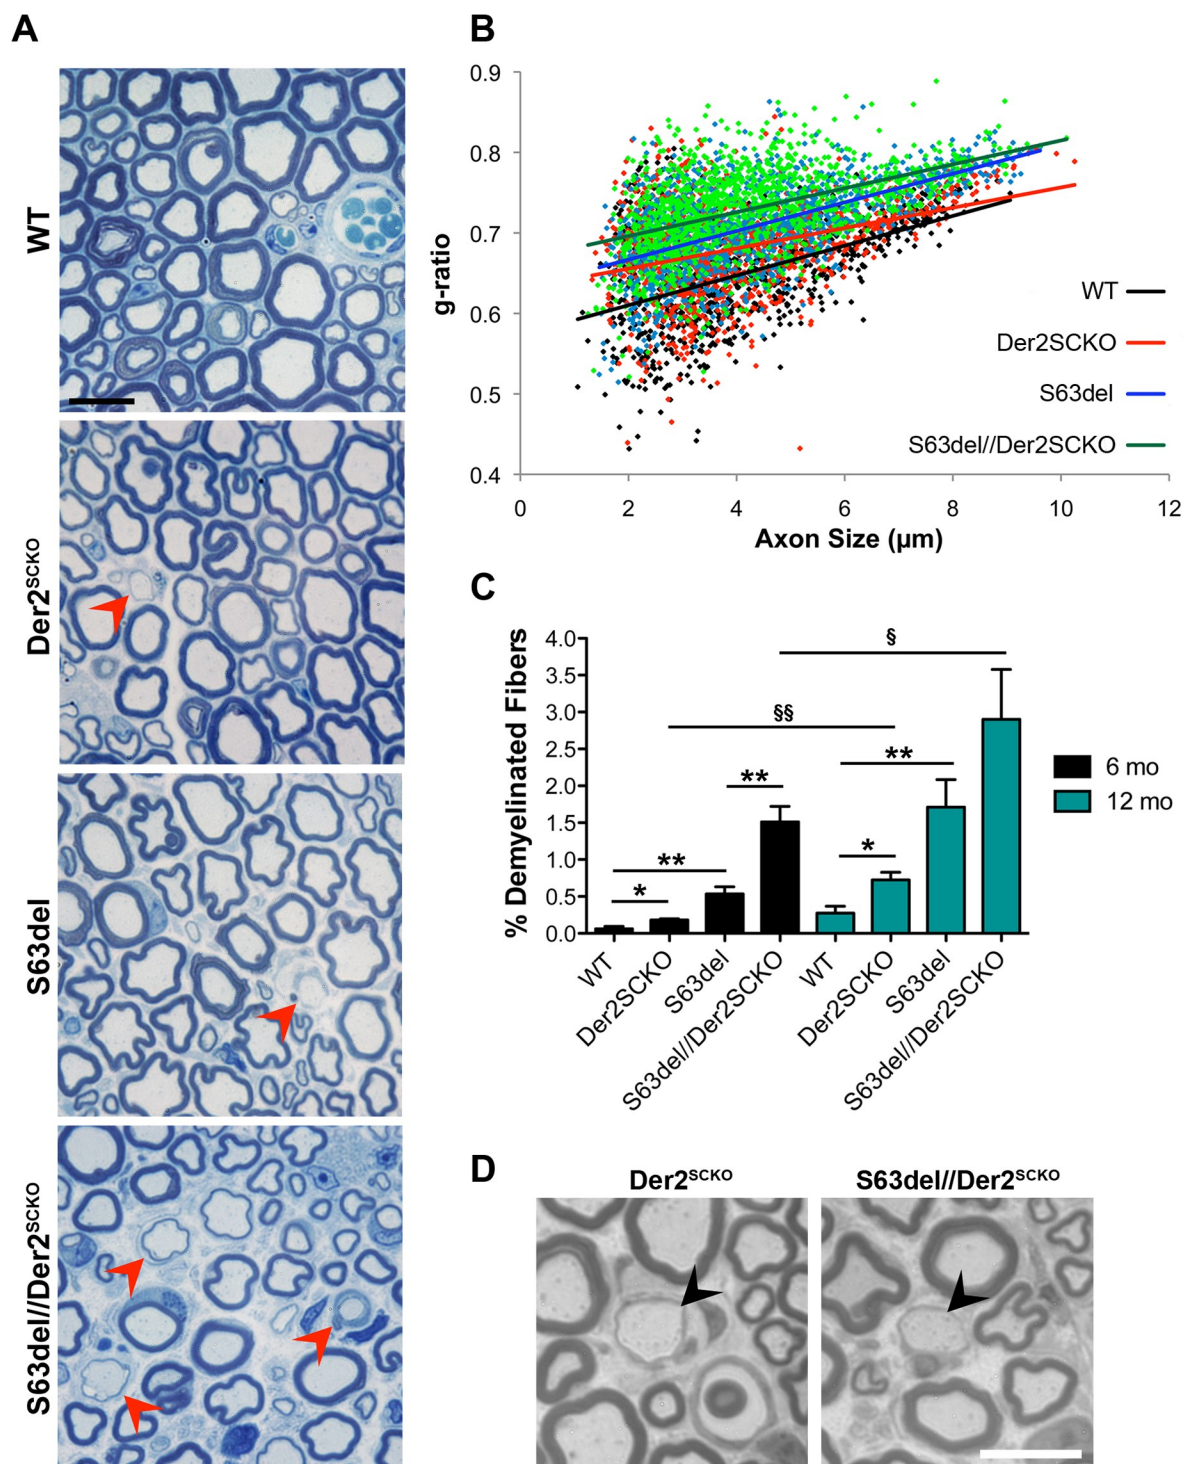 A
WT
Der2SCKO
S63del
S63del//Der2SCKO
B
0.9
0.8
0.7
0.6
0.5
0.4
g-ratio
0 2 4 6 8 10 12
Axon Size (µm)
WT
Der2SCKO
S63del
S63del//Der2SCKO
C
% Demyelinated Fibers
4.0
3.5
3.0
2.5
2.0
1.5
1.0
0.5
0.0
§
§§
**
**
**
*
*
WT
Der2SCKO
S63del
S63del//Der2SCKO
WT
Der2SCKO
S63del
S63del//Der2SCKO
6 mo
12 mo
D
Der2SCKO
S63del//Der2SCKO